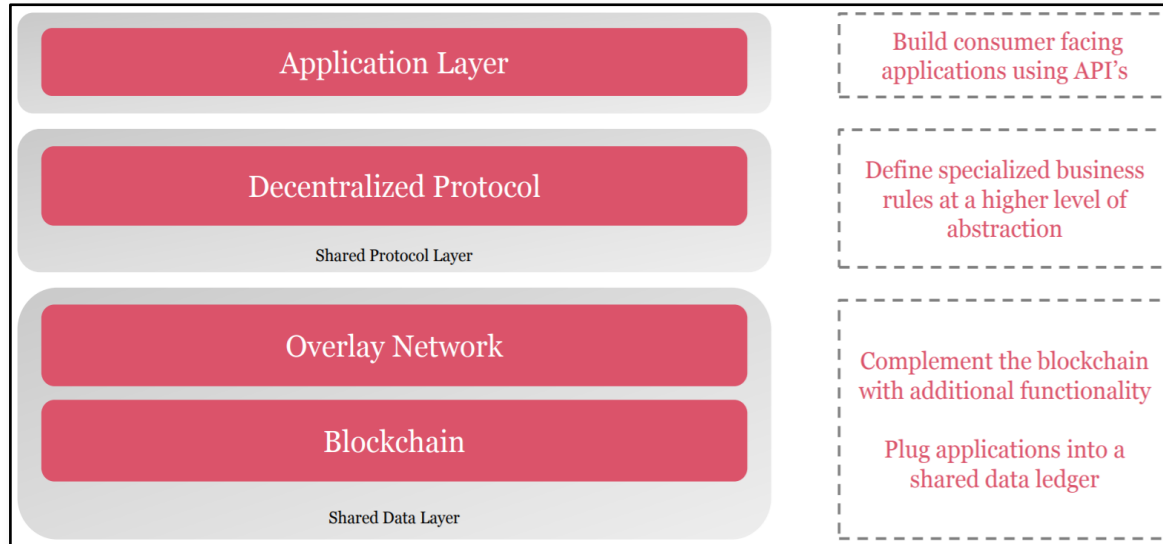 Application Layer
Build consumer facing
applications using API's
Decentralized Protocol
Shared Protocol Layer
Define specialized business
rules at a higher level of
abstraction
Overlay Network
Blockchain
Shared Data Layer
Complement the blockchain
with additional functionality
Plug applications into a
shared data ledger